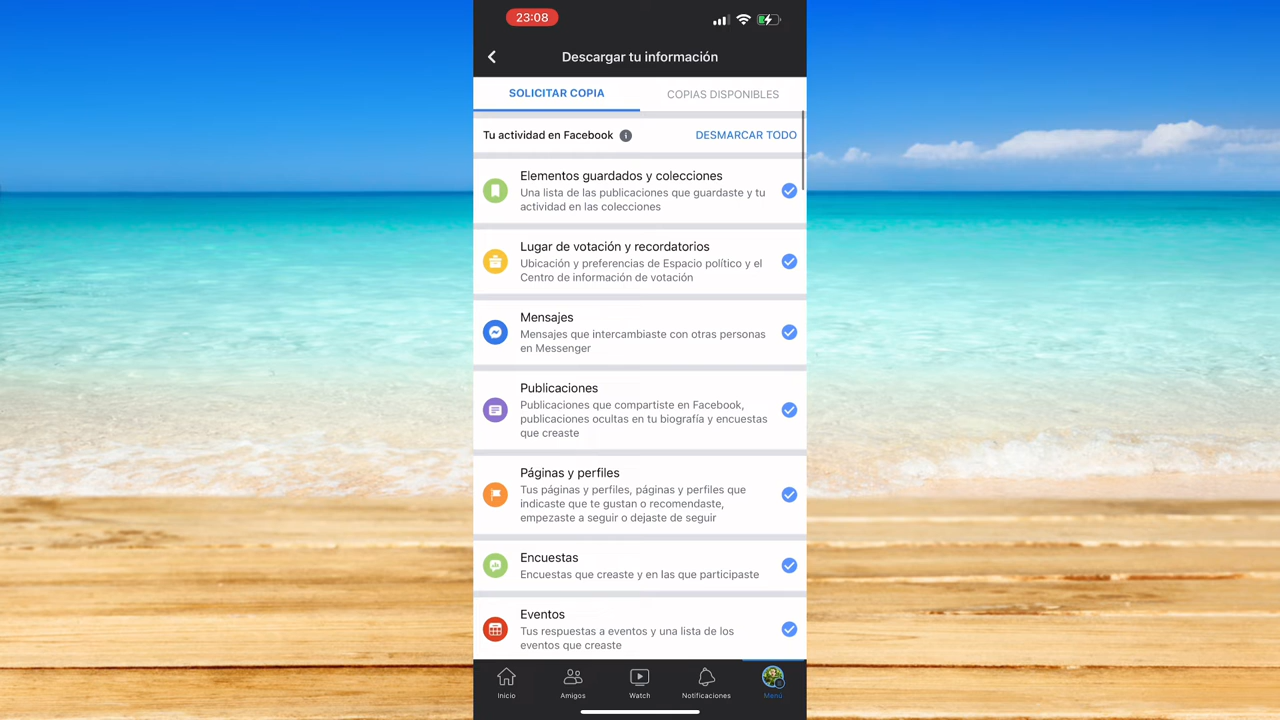 23:08
Descargar tu información
SOLICITAR COPIA
COPIAS DISPONIBLES
Tu actividad en Facebook
DESMARCAR TODO
Elementos guardados y colecciones
Una lista de las publicaciones que guardaste y tu
actividad en las colecciones
Lugar de votación y recordatorios
Ubicación y preferencias de Espacio político y el
Centro de información de votación
Mensajes
Mensajes que intercambiaste con otras personas
en Messenger
Publicaciones
Publicaciones que compartiste en Facebook,
publicaciones ocultas en tu biografía y encuestas
que creaste
Páginas y perfiles
Tus páginas y perfiles, páginas y perfiles que
indicaste que te gustan o recomendaste,
empezaste a seguir o dejaste de seguir
Encuestas
Encuestas que creaste y en las que participaste
Eventos
Tus respuestas a eventos y una lista de los
eventos que creaste
Inicio
Amigos
Watch
Notificaciones
Menú